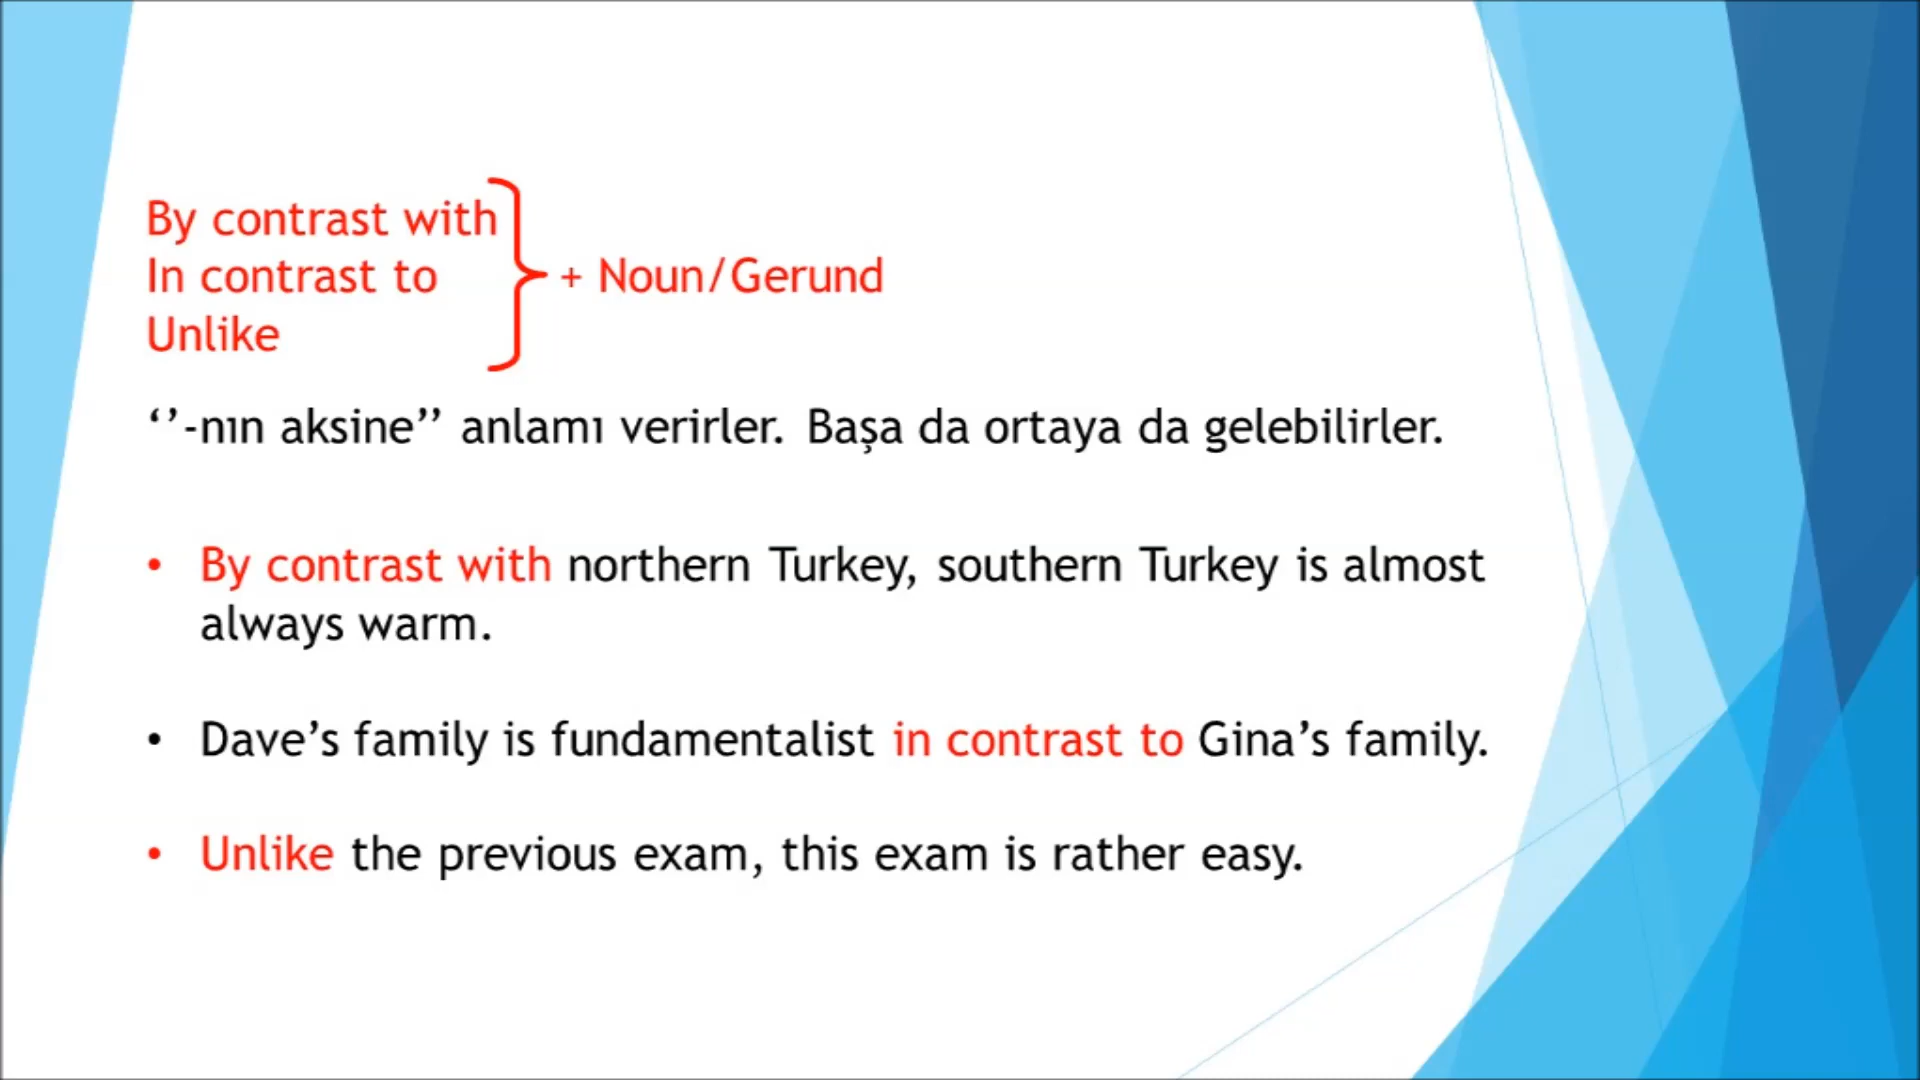 By contrast with
In contrast to
Unlike
+ Noun/Gerund
‘’-nın aksine’’ anlamı verirler. Başa da ortaya da gelebilirler.
• By contrast with northern Turkey, southern Turkey is almost
always warm.
• Dave’s family is fundamentalist in contrast to Gina’s family.
• Unlike the previous exam, this exam is rather easy.